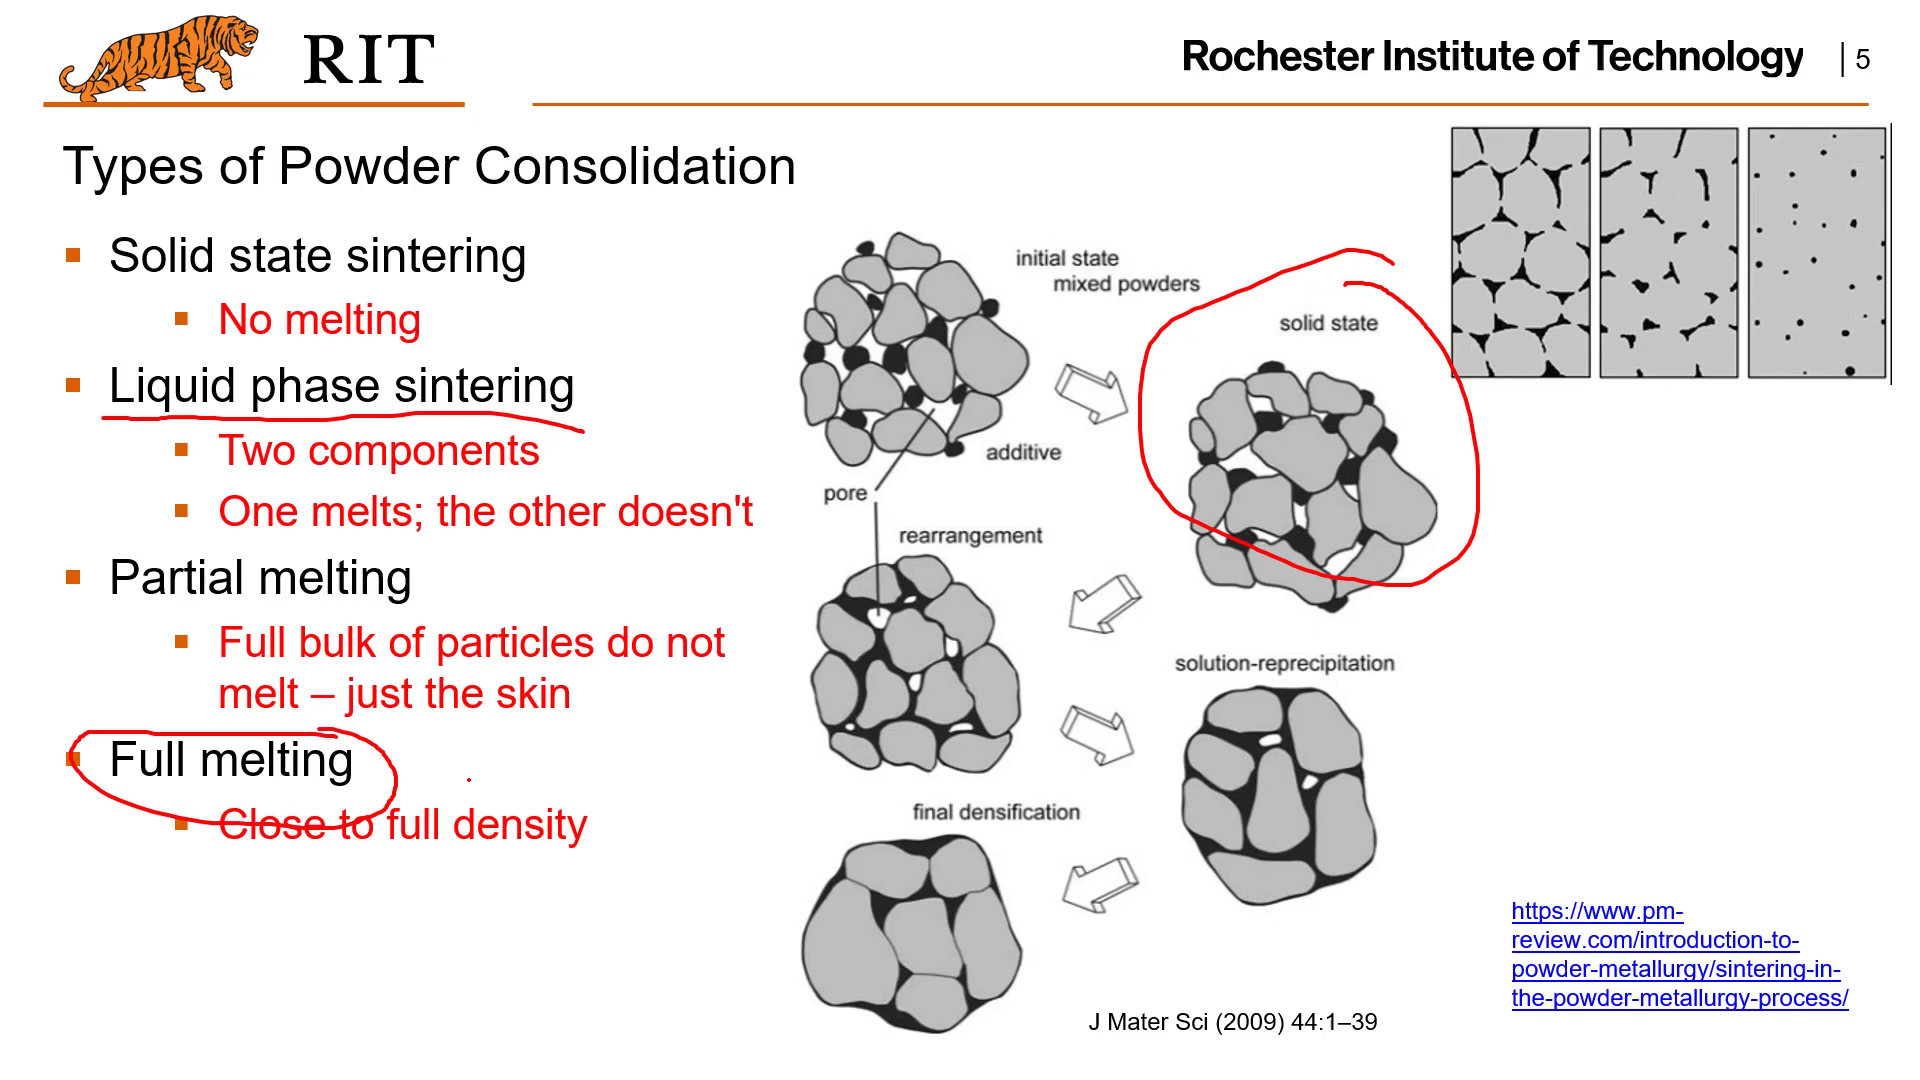 RIT
Rochester Institute of Technology | 5
Types of Powder Consolidation
Solid state sintering
No melting
Liquid phase sintering
Two components
One melts; the other doesn't
Partial melting
Full bulk of particles do not
melt – just the skin
Full melting
Close to full density
initial state
mixed powders
solid state
additive
pore
rearrangement
solution-reprecipitation
final densification
J Mater Sci (2009) 44:1–39
https://www.pm-
review.com/introduction-to-
powder-metallurgy/sintering-in-
the-powder-metallurgy-process/